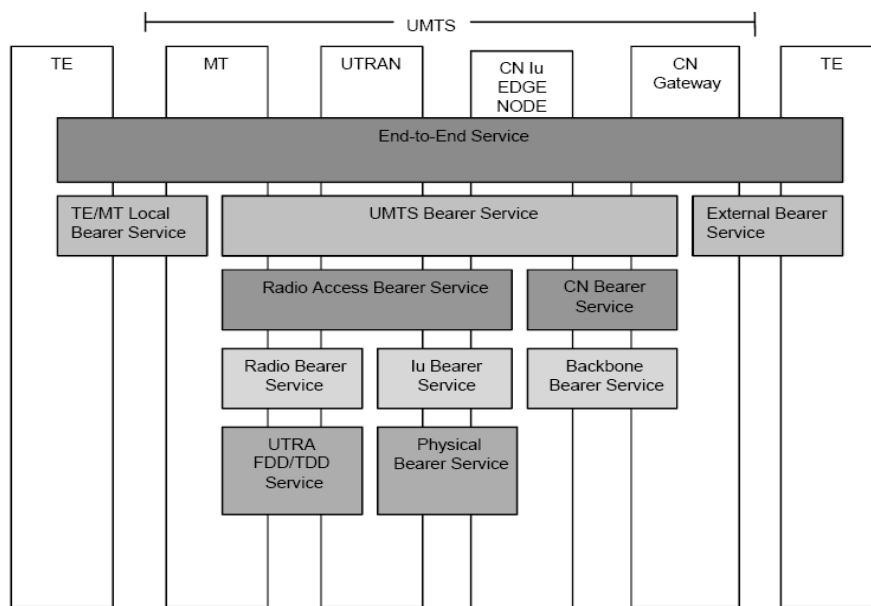 UMTS
TE
MT
UTRAN
CN Iu
EDGE
NODE
CN
Gateway
TE
End-to-End Service
TE/MT Local
Bearer Service
UMTS Bearer Service
External Bearer
Service
Radio Access Bearer Service
CN Bearer
Service
Radio Bearer
Service
Iu Bearer
Service
Backbone
Bearer Service
UTRA
FDD/TDD
Service
Physical
Bearer Service